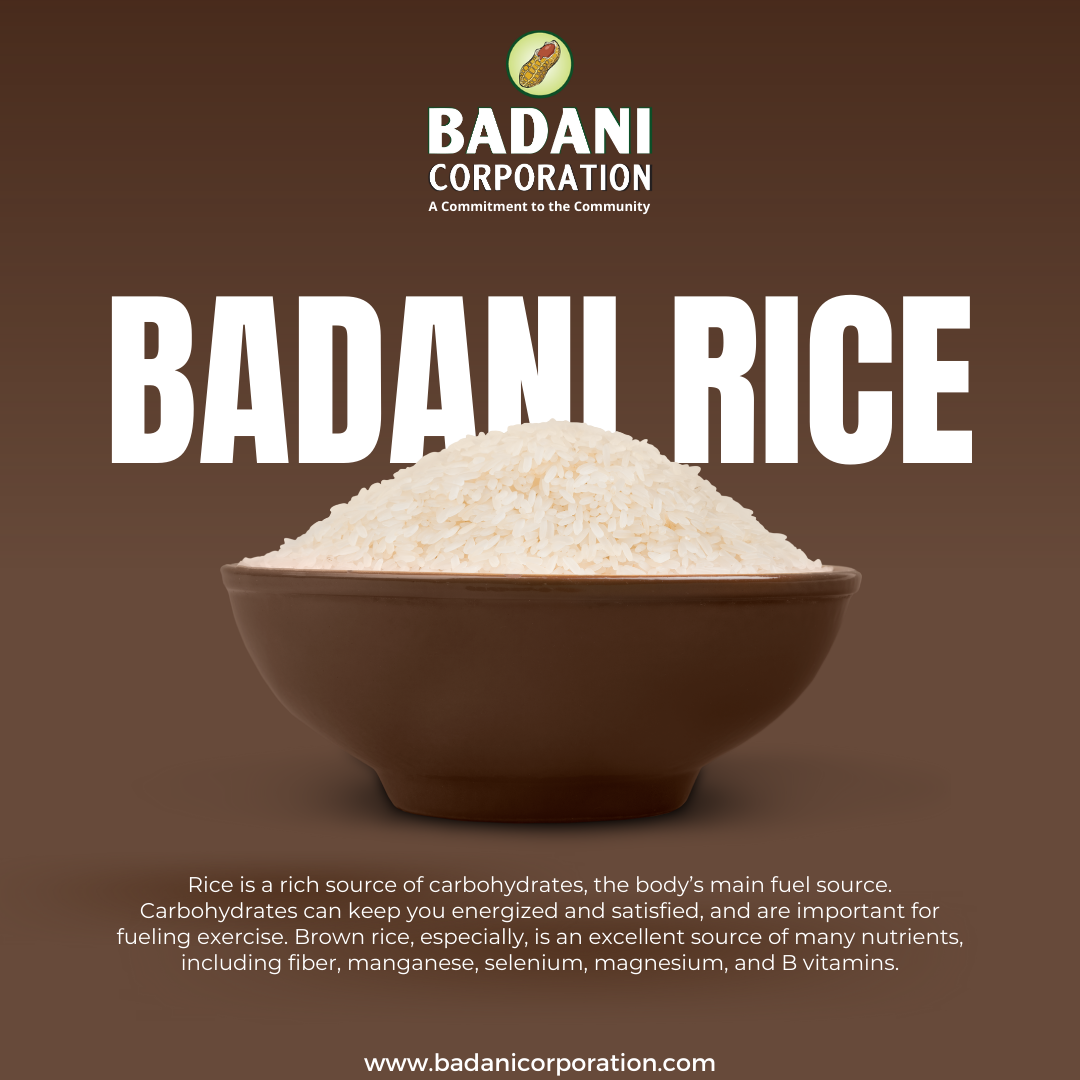 BADANI
CORPORATION
A Commitment to the Community
BADANI RICE
Rice is a rich source of carbohydrates, the body’s main fuel source.
Carbohydrates can keep you energized and satisfied, and are important for
fueling exercise. Brown rice, especially, is an excellent source of many nutrients,
including fiber, manganese, selenium, magnesium, and B vitamins.
www.badanicorporation.com